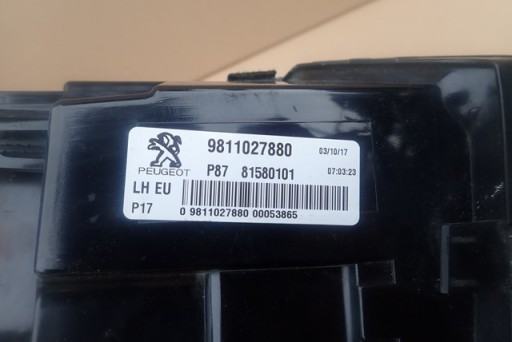 9811027880 03/10/17
PEUGEOT P87 81580101 07:03:23
LH EU
P17 0 9811027880 00053865